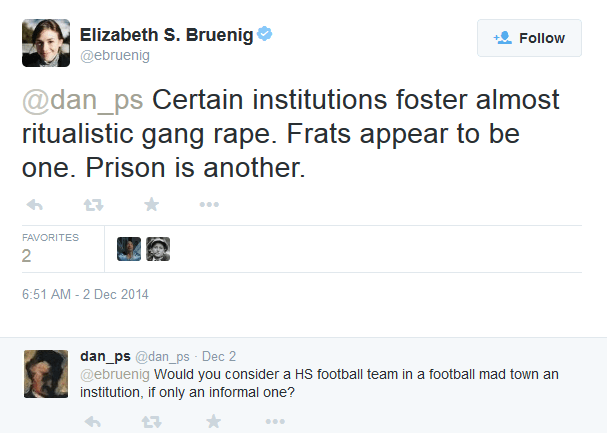 Elizabeth S. Bruenig
@ebruenig
Follow
@dan_ps Certain institutions foster almost
ritualistic gang rape. Frats appear to be
one. Prison is another.
FAVORITES
2
6:51 AM - 2 Dec 2014
dan_ps @dan_ps · Dec 2
@ebruenig Would you consider a HS football team in a football mad town an
institution, if only an informal one?